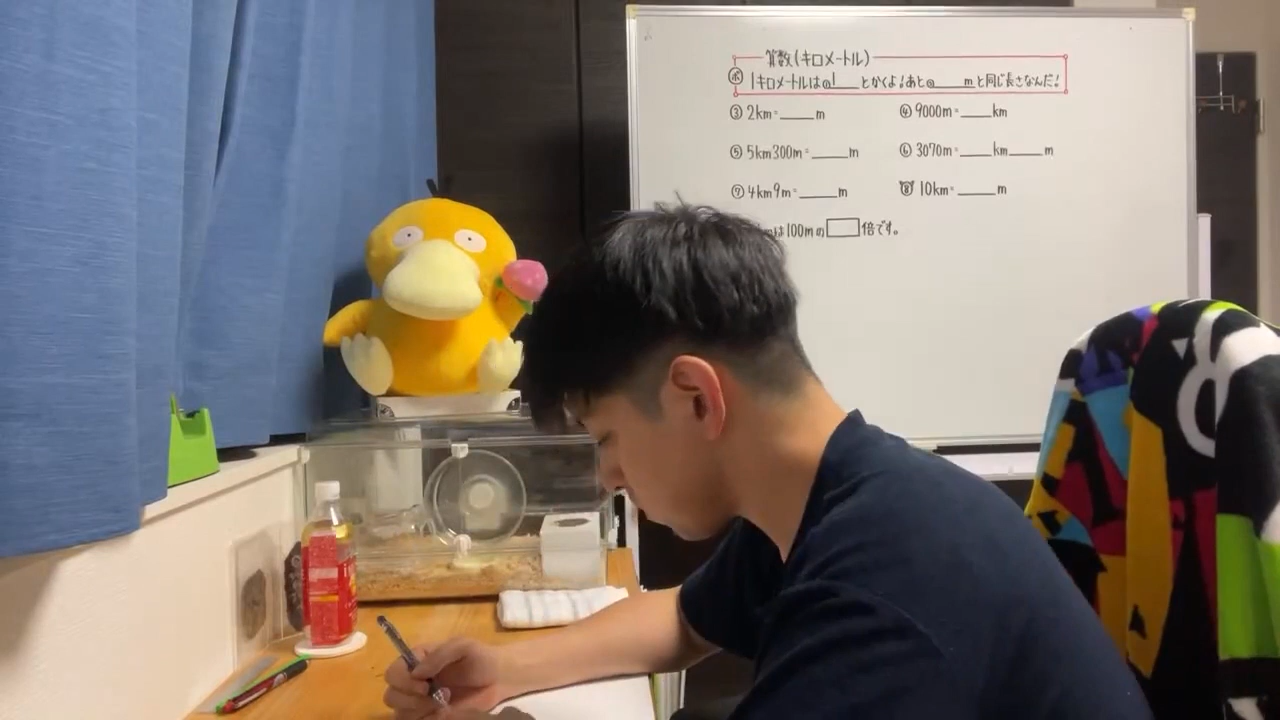 算数(キロメートル)
ポ 1キロメートルは①1___とかくよ!あと②____mと同じ長さなんだ!
③ 2km=____m ④ 9000m=____km
⑤ 5km300m=____m ⑥ 3070m=____km____m
⑦ 4km9m=____m ⑧ 10km=____m
mは100mの□倍です。